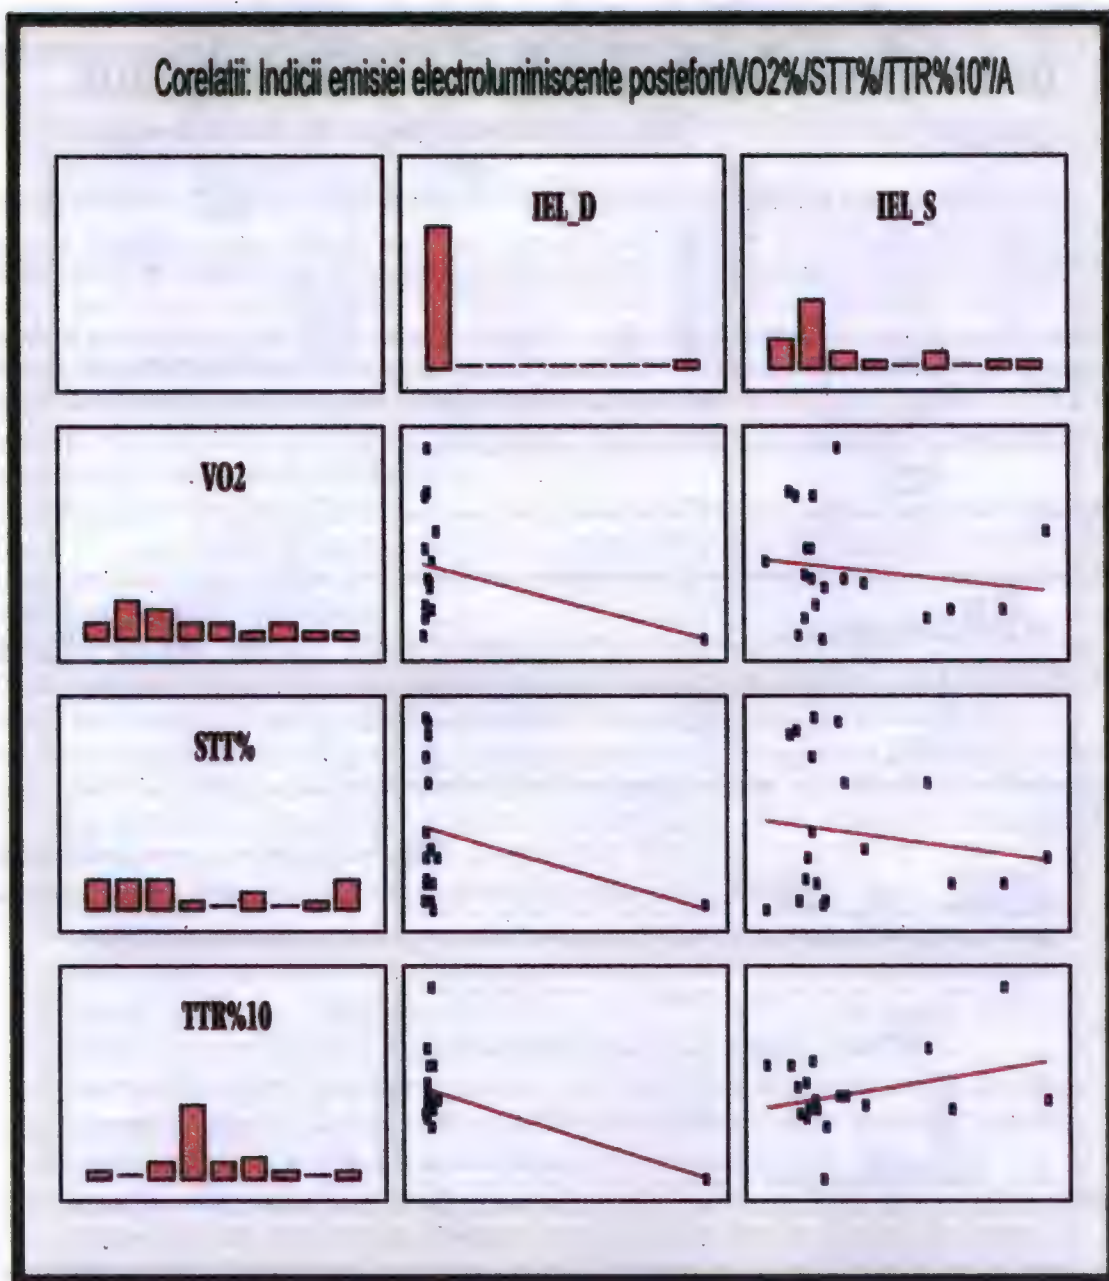 Corelatii: Indicii emisiei electroluminiscente postefort/VO2%/STT%/TTR%10"/A
IEL_D
IEL_S
VO2
STT%
TTR%10